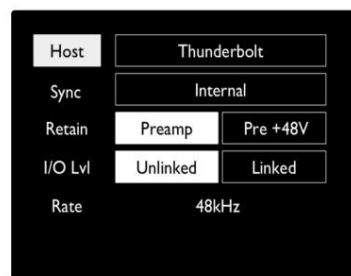 Host Thunderbolt
Sync Internal
Retain Preamp Pre +48V
I/O Lvl Unlinked Linked
Rate 48kHz